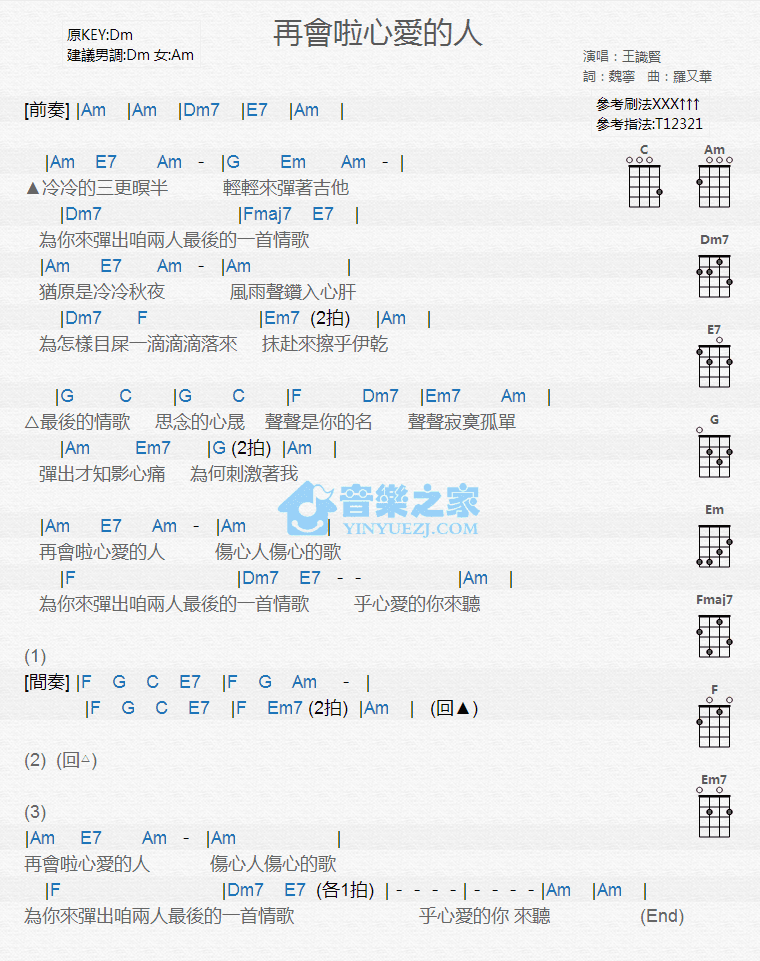 再會啦心愛的人
原KEY:Dm
建議男調:Dm 女:Am
演唱：王識賢
詞：魏寧 曲：羅又華
參考刷法XXX↑↑↑
參考指法:T12321
[前奏] |Am |Am |Dm7 |E7 |Am |
|Am E7 Am - |G Em Am - |
▲冷冷的三更暝半 輕輕來彈著吉他
|Dm7 |Fmaj7 E7 |
為你來彈出咱兩人最後的一首情歌
|Am E7 Am - |Am |
猶原是冷冷秋夜 風雨聲鑽入心肝
|Dm7 F |Em7 (2拍) |Am |
為怎樣目屎一滴滴滴落來 抹赴來擦乎伊乾
|G C |G C |F Dm7 |Em7 Am |
△最後的情歌 思念的心晟 聲聲是你的名 聲聲寂寞孤單
|Am Em7 |G (2拍) |Am |
彈出才知影心痛 為何刺激著我
音樂之家
YINYUEZJ.COM
|Am E7 Am - |Am |
再會啦心愛的人 傷心人傷心的歌
|F |Dm7 E7 - - |Am |
為你來彈出咱兩人最後的一首情歌 乎心愛的你來聽
(1)
[間奏] |F G C E7 |F G Am - |
|F G C E7 |F Em7 (2拍) |Am | (回▲)
(2) (回△)
(3)
|Am E7 Am - |Am |
再會啦心愛的人 傷心人傷心的歌
|F |Dm7 E7 (各1拍) | - - - - | - - - - |Am |Am |
為你來彈出咱兩人最後的一首情歌 乎心愛的你 來聽 (End)
C Am
Dm7
E7
G
Em
Fmaj7
F
Em7